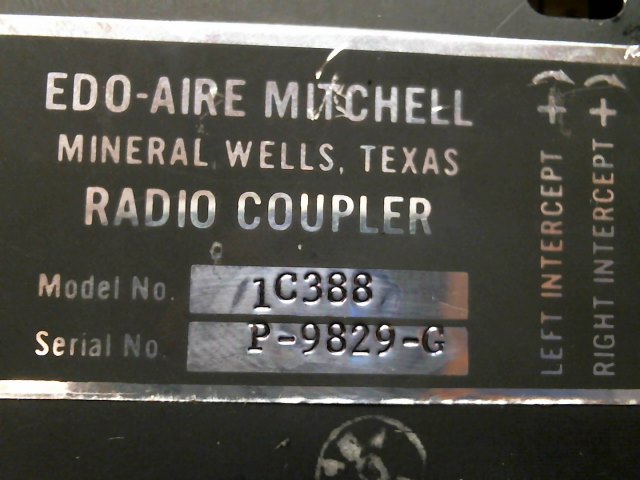 EDO-AIRE MITCHELL
MINERAL WELLS, TEXAS
RADIO COUPLER
Model No. 1C388
Serial No. P-9829-G
LEFT INTERCEPT +
RIGHT INTERCEPT +